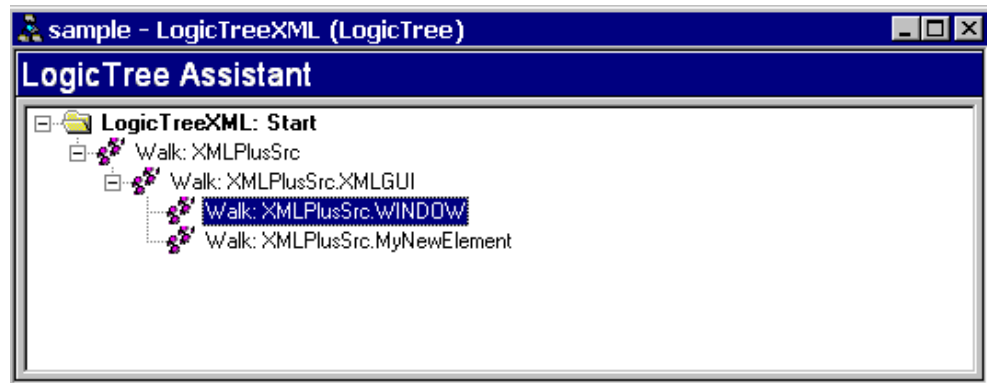 sample - LogicTreeXML (LogicTree)
LogicTree Assistant
LogicTreeXML: Start
Walk: XMLPlusSrc
Walk: XMLPlusSrc.XMLGUI
Walk: XMLPlusSrc.WINDOW
Walk: XMLPlusSrc.MyNewElement